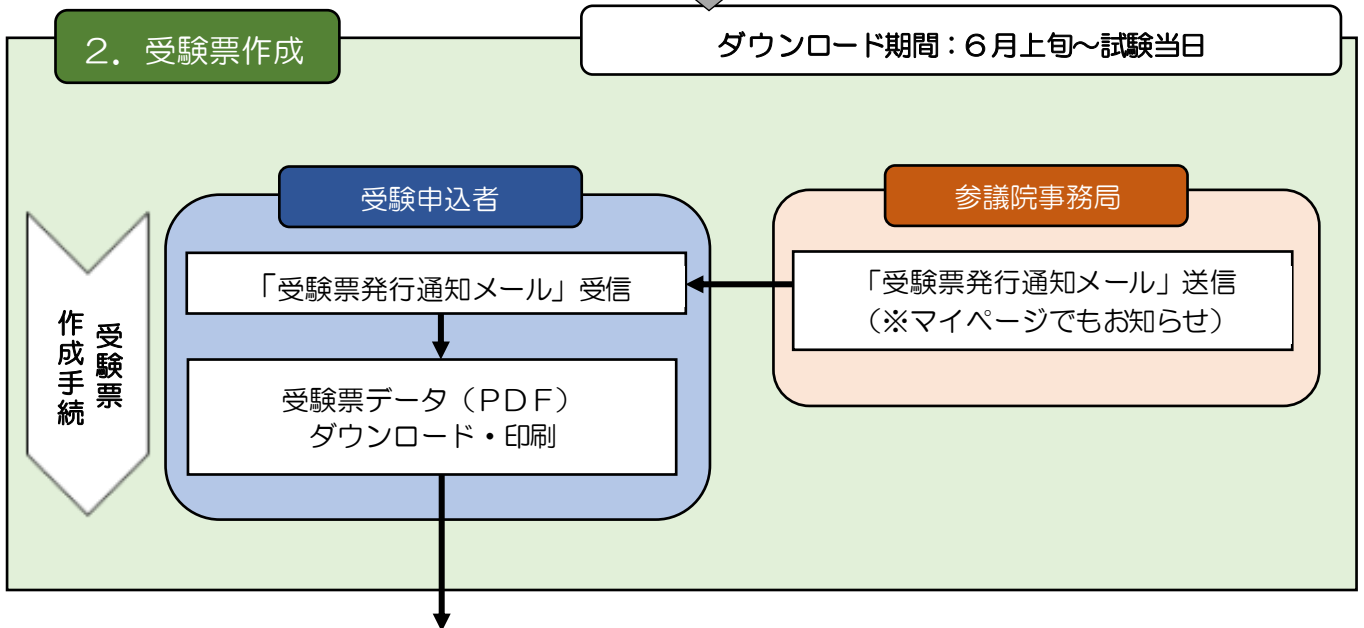 ２．受験票作成
ダウンロード期間：６月上旬～試験当日
受験申込者
参議院事務局
「受験票発行通知メール」受信
「受験票発行通知メール」送信
（※マイページでもお知らせ）
受験票
作成手続
受験票データ（ＰＤＦ）
ダウンロード・印刷